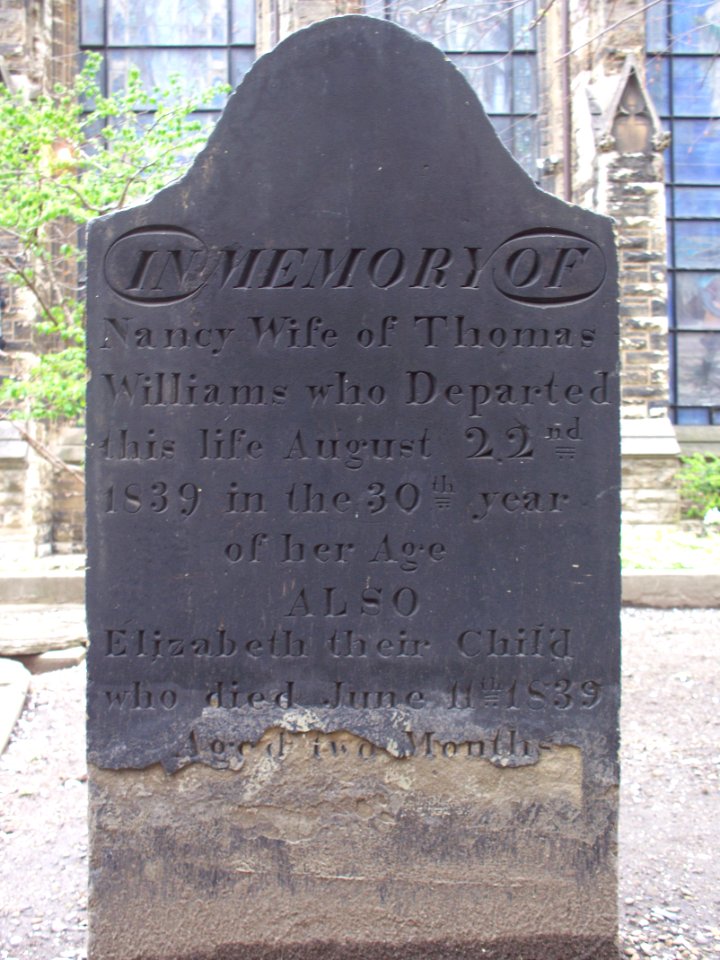 IN MEMORY OF
Nancy Wife of Thomas
Williams who Departed
this life August 22nd
1839 in the 30th year
of her Age
ALSO
Elizabeth their Child
who died June 11th 1839
Aged two Months